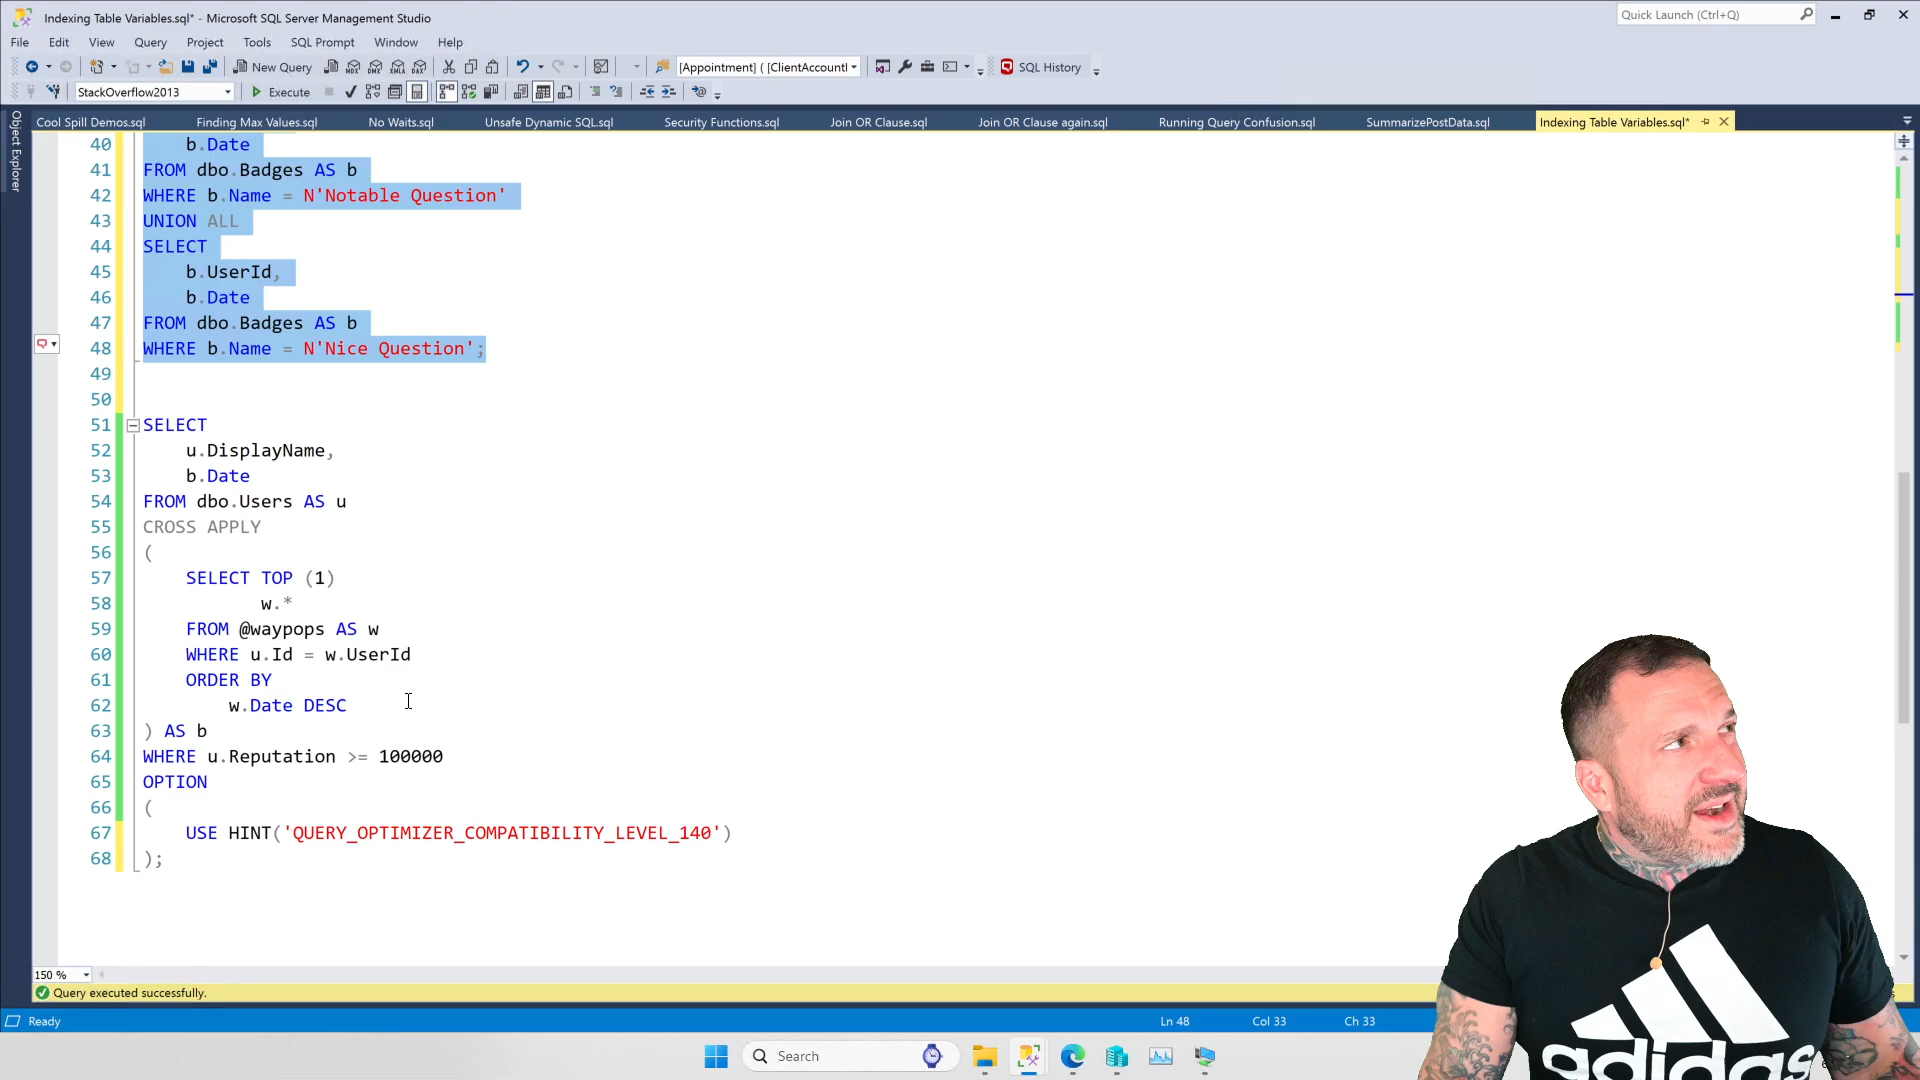 Indexing Table Variables.sql* - Microsoft SQL Server Management Studio
Quick Launch (Ctrl+Q)
File Edit View Query Project Tools SQL Prompt Window Help
New Query
[Appointment] ( [ClientAccountI
SQL History
StackOverflow2013
Execute
Object Explorer
Cool Spill Demos.sql Finding Max Values.sql No Waits.sql Unsafe Dynamic SQL.sql Security Functions.sql Join OR Clause.sql Join OR Clause again.sql Running Query Confusion.sql SummarizePostData.sql Indexing Table Variables.sql*
40 b.Date
41 FROM dbo.Badges AS b
42 WHERE b.Name = N'Notable Question'
43 UNION ALL
44 SELECT
45 b.UserId,
46 b.Date
47 FROM dbo.Badges AS b
48 WHERE b.Name = N'Nice Question';
49
50
51 SELECT
52 u.DisplayName,
53 b.Date
54 FROM dbo.Users AS u
55 CROSS APPLY
56 (
57 SELECT TOP (1)
58 w.*
59 FROM @waypops AS w
60 WHERE u.Id = w.UserId
61 ORDER BY
62 w.Date DESC
63 ) AS b
64 WHERE u.Reputation >= 100000
65 OPTION
66 (
67 USE HINT('QUERY_OPTIMIZER_COMPATIBILITY_LEVEL_140')
68 );
150 %
Query executed successfully.
Ready
Ln 48 Col 33 Ch 33
Search
adidas